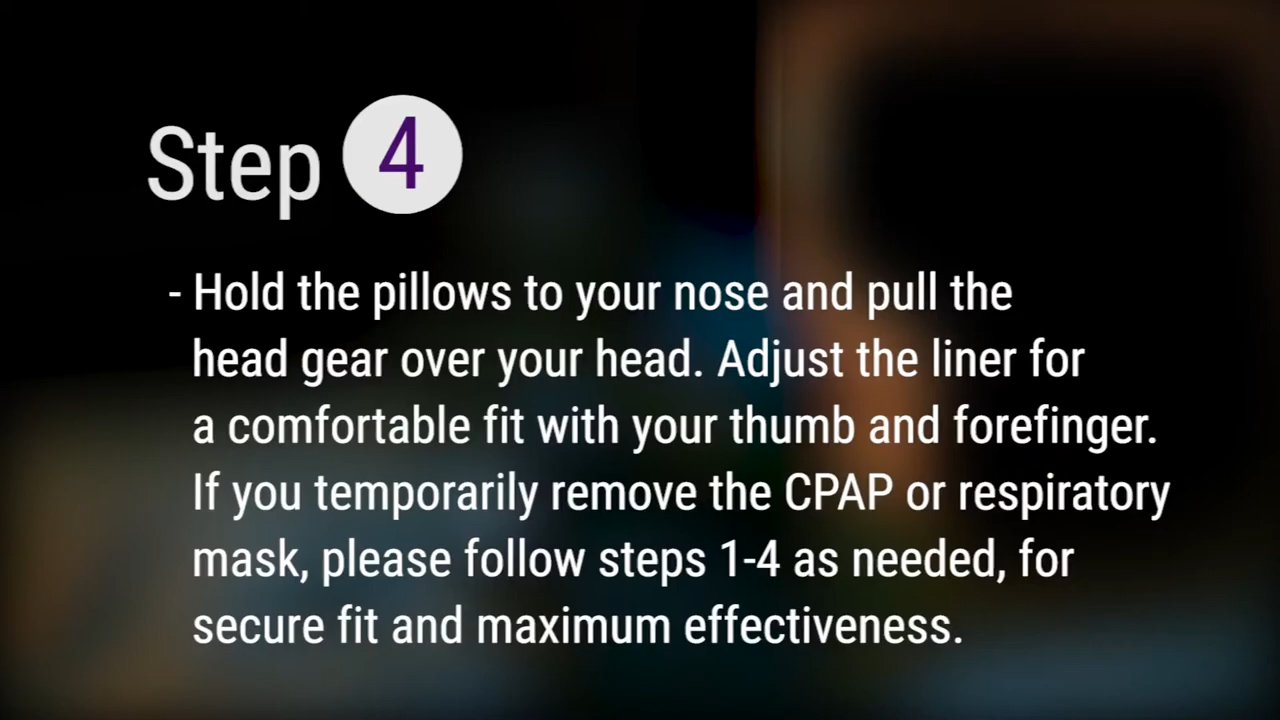 Step 4
- Hold the pillows to your nose and pull the
head gear over your head. Adjust the liner for
a comfortable fit with your thumb and forefinger.
If you temporarily remove the CPAP or respiratory
mask, please follow steps 1-4 as needed, for
secure fit and maximum effectiveness.